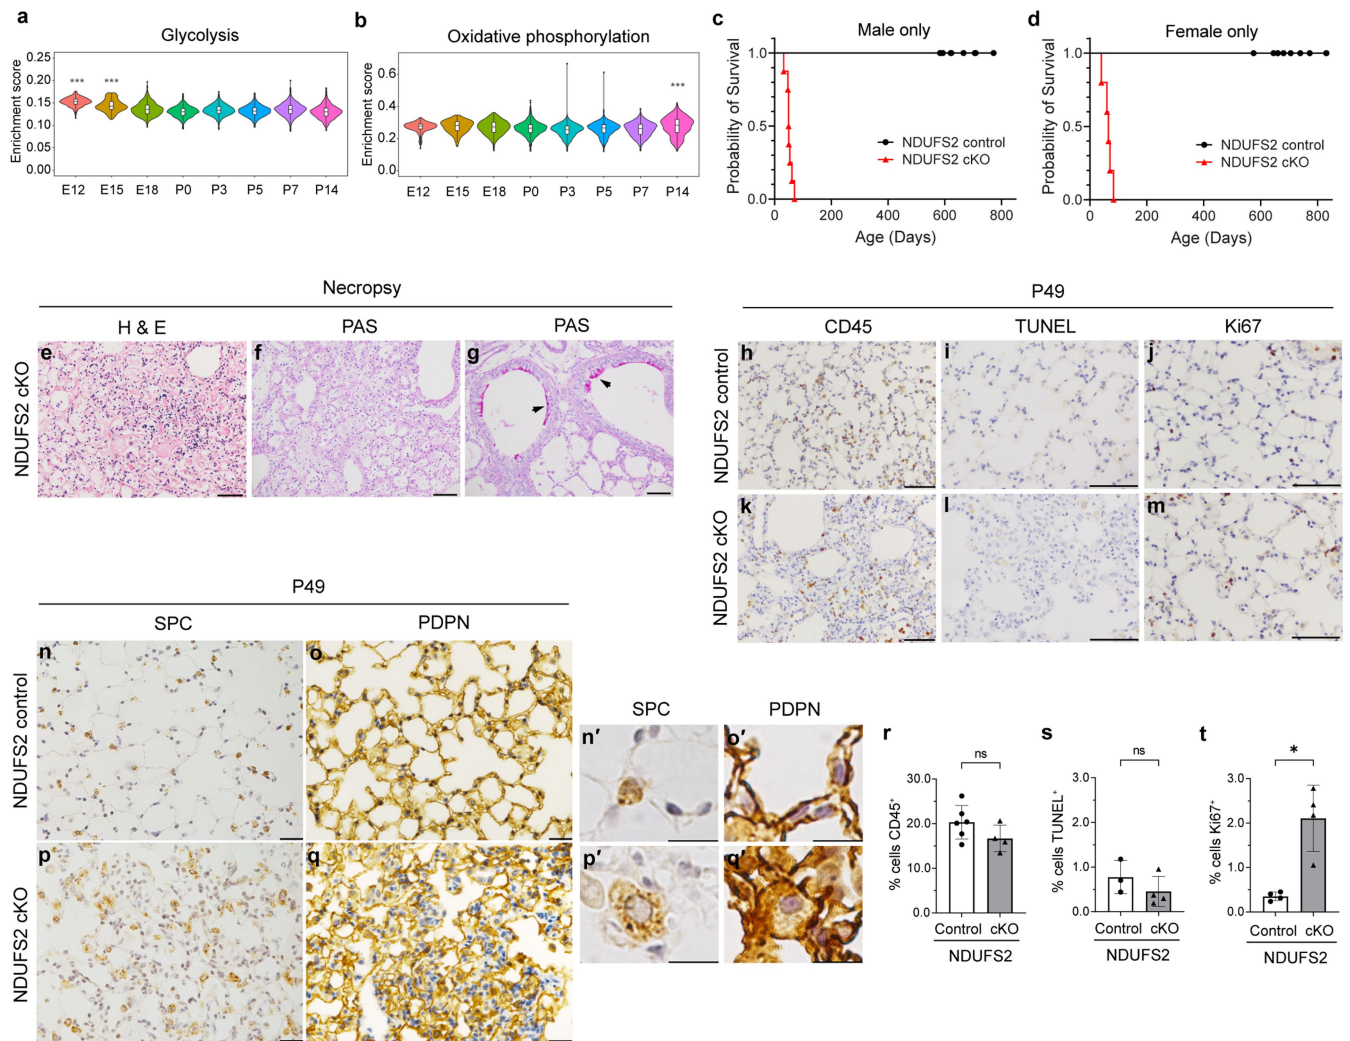 a
Glycolysis
Enrichment score
0.25
0.20
0.15
0.10
0.05
0.00
*** ***
E12 E15 E18 P0 P3 P5 P7 P14
b
Oxidative phosphorylation
Enrichment score
0.6
0.4
0.2
0.0
***
E12 E15 E18 P0 P3 P5 P7 P14
c
Male only
Probability of Survival
1.0
0.5
0.0
NDUFS2 control
NDUFS2 cKO
0 200 400 600 800
Age (Days)
d
Female only
Probability of Survival
1.0
0.5
0.0
NDUFS2 control
NDUFS2 cKO
0 200 400 600 800
Age (Days)
Necropsy
H & E PAS PAS
NDUFS2 cKO
e f g
P49
CD45 TUNEL Ki67
NDUFS2 control
h i j
NDUFS2 cKO
k l m
P49
SPC PDPN
NDUFS2 control
n o
NDUFS2 cKO
p q
SPC PDPN
n′ o′
p′ q′
r
ns
% cells CD45+
30.0
20.0
10.0
0.0
Control cKO
NDUFS2
s
ns
% cells TUNEL+
3.0
2.0
1.0
0.0
Control cKO
NDUFS2
t
*
% cells Ki67+
3.0
2.0
1.0
0.0
Control cKO
NDUFS2